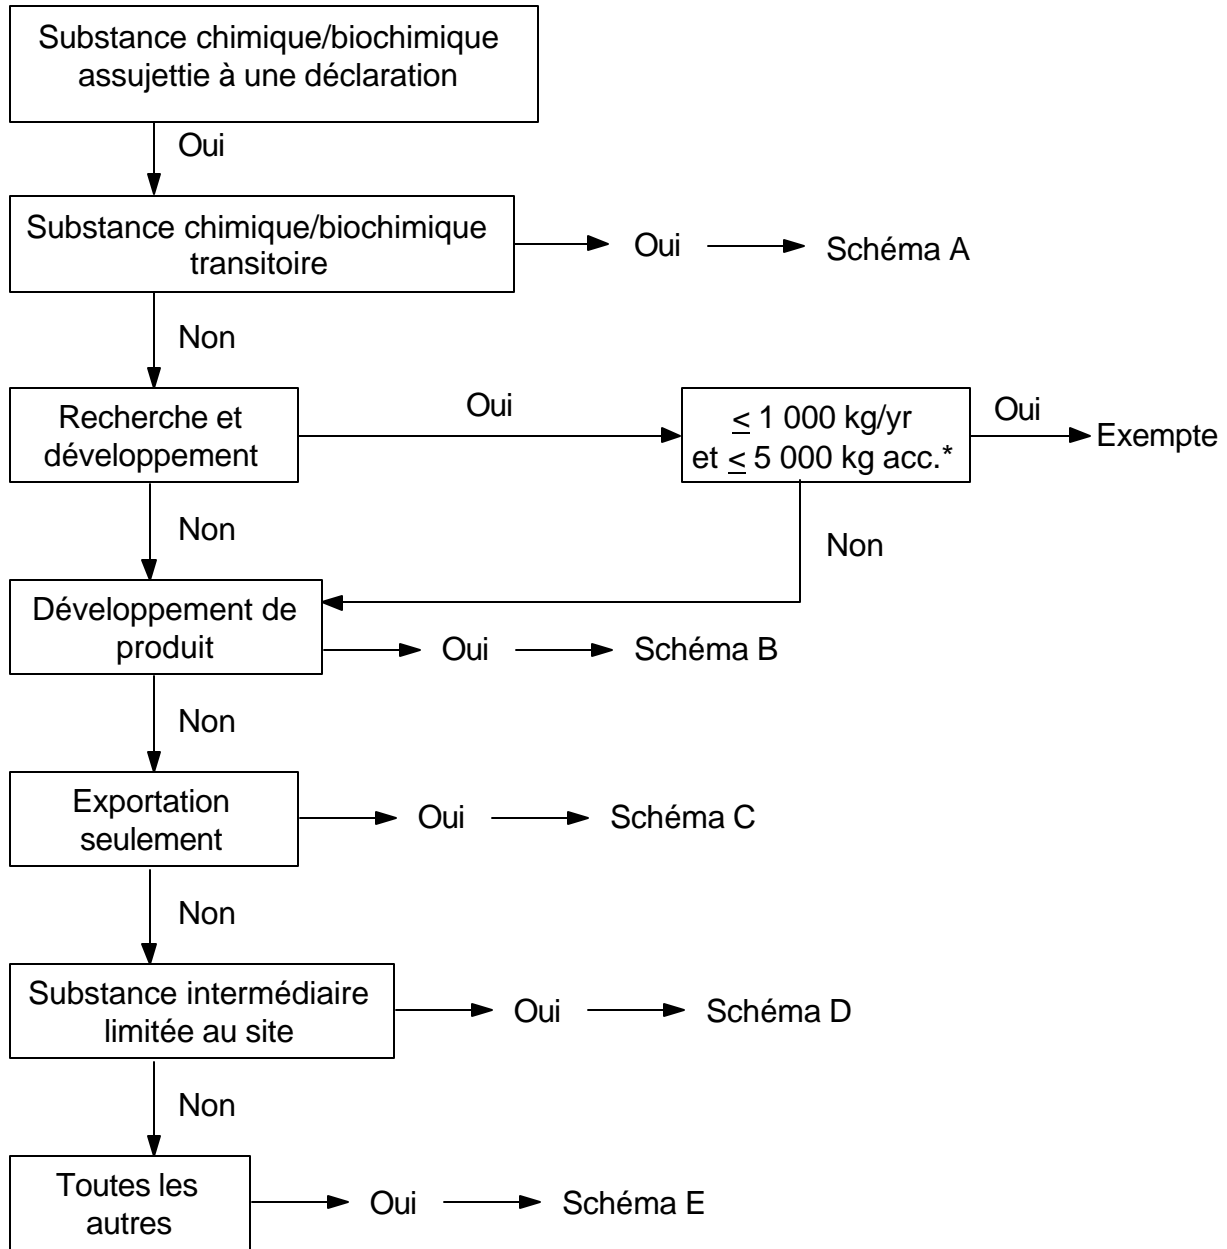 Substance chimique/biochimique
assujettie à une déclaration
Oui
Substance chimique/biochimique
transitoire
Oui
Schéma A
Non
Recherche et
développement
Oui
≤ 1 000 kg/yr
et ≤ 5 000 kg acc.*
Oui
Exempte
Non
Non
Développement de
produit
Oui
Schéma B
Non
Exportation
seulement
Oui
Schéma C
Non
Substance intermédiaire
limitée au site
Oui
Schéma D
Non
Toutes les
autres
Oui
Schéma E